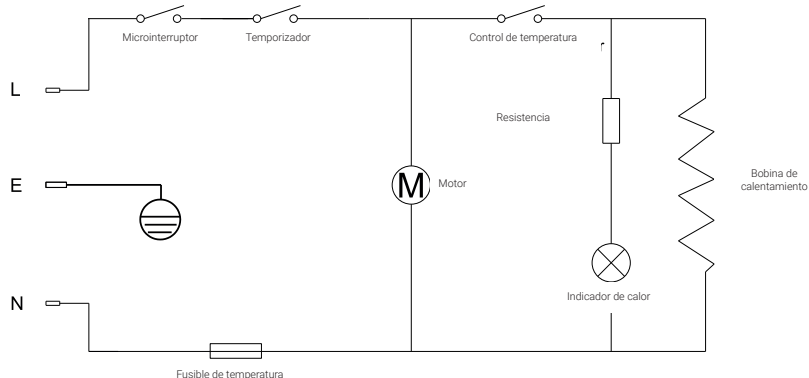 Microinterruptor
Temporizador
Control de temperatura
L
Resistencia
E
M
Motor
Bobina de
calentamiento
N
Indicador de calor
Fusible de temperatura